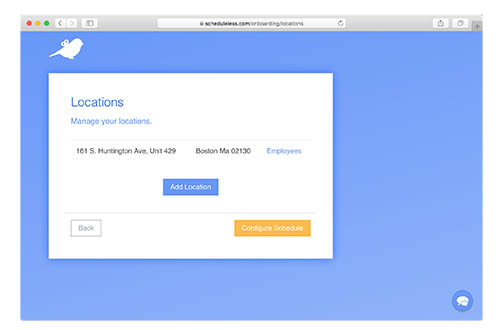 scheduleless.com/onboarding/locations
Locations
Manage your locations.
161 S. Huntington Ave, Unit 429 Boston Ma 02130 Employees
Add Location
Back Configure Schedule